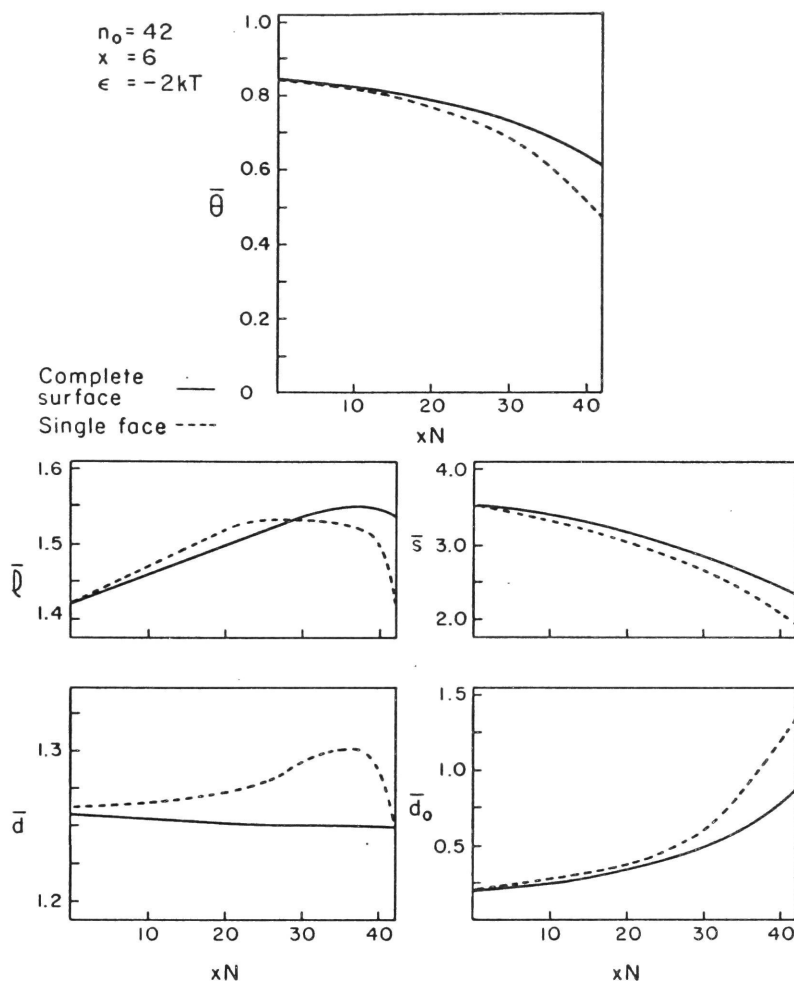 n₀ = 42
x = 6
ϵ = -2kT
1.0
0.8
0.6
0.4
0.2
0
θ̄
10 20 30 40
xN
Complete
surface
Single face
1.6
1.5
1.4
4.0
3.0
2.0
s̄
1.3
1.2
d̄
10 20 30 40
xN
1.5
1.0
0.5
d̄₀
10 20 30 40
xN